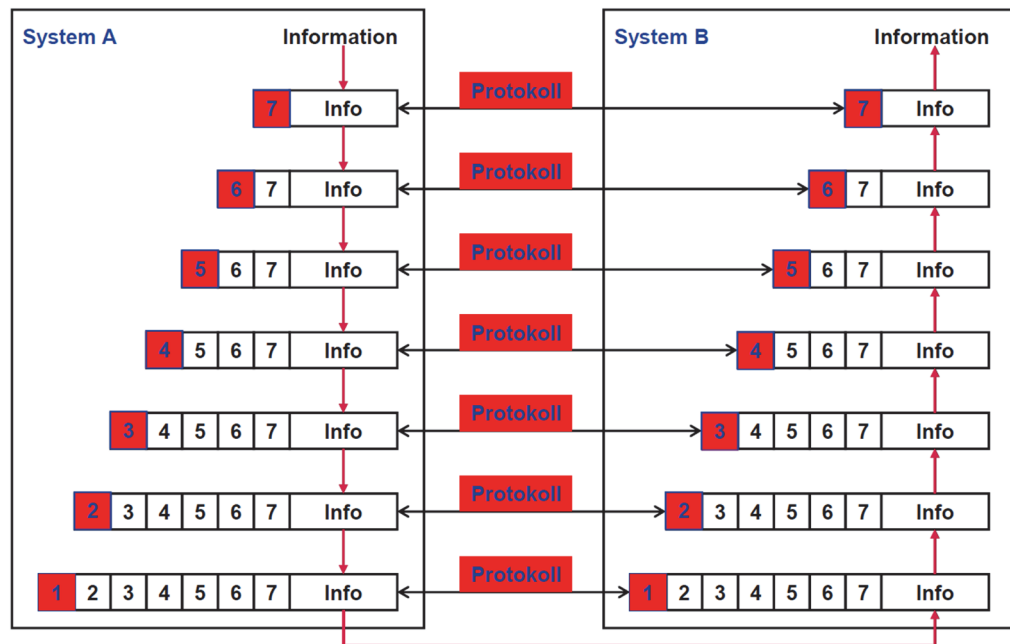 System A Information System B Information
Protokoll
7 Info 7 Info
Protokoll
6 7 Info 6 7 Info
Protokoll
5 6 7 Info 5 6 7 Info
Protokoll
4 5 6 7 Info 4 5 6 7 Info
Protokoll
3 4 5 6 7 Info 3 4 5 6 7 Info
Protokoll
2 3 4 5 6 7 Info 2 3 4 5 6 7 Info
Protokoll
1 2 3 4 5 6 7 Info 1 2 3 4 5 6 7 Info